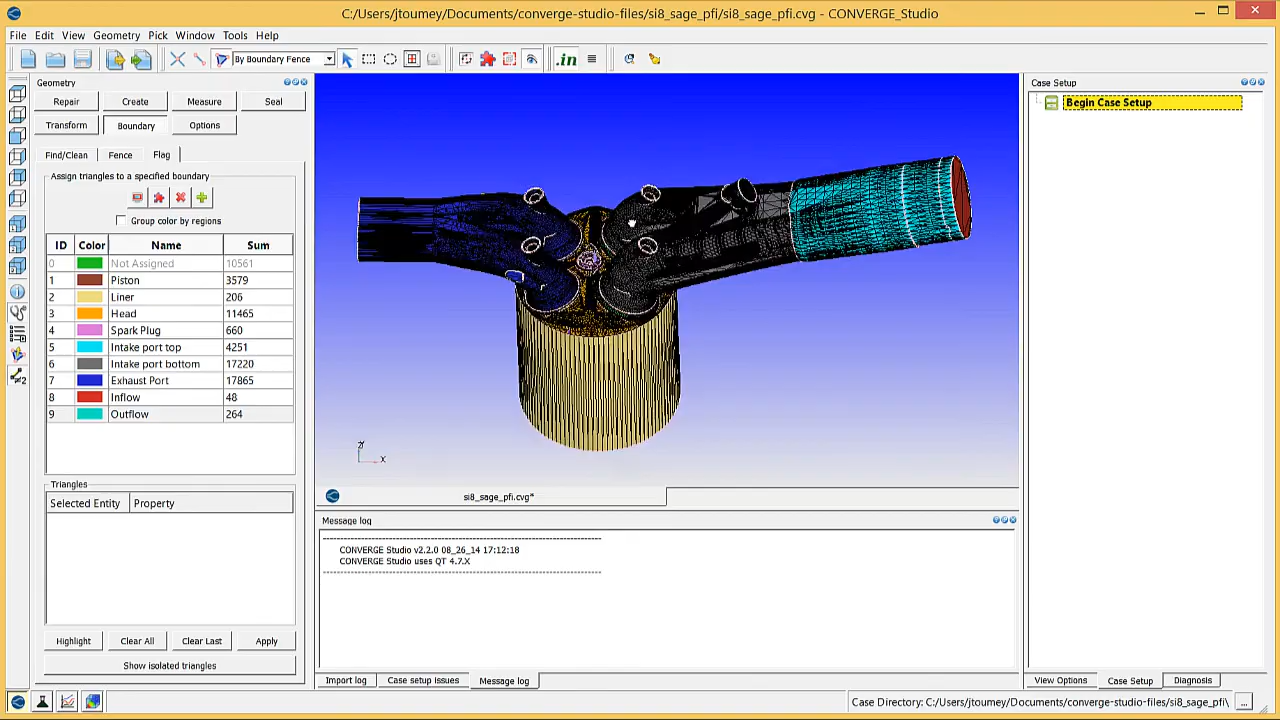 C:/Users/jtoumey/Documents/converge-studio-files/si8_sage_pfi/si8_sage_pfi.cvg - CONVERGE_Studio
File Edit View Geometry Pick Window Tools Help
By Boundary Fence
.in
Geometry
Repair Create Measure Seal
Transform Boundary Options
Find/Clean Fence Flag
Assign triangles to a specified boundary
Group color by regions
ID Color Name Sum
0 Not Assigned 10561
1 Piston 3579
2 Liner 206
3 Head 11465
4 Spark Plug 660
5 Intake port top 4251
6 Intake port bottom 17220
7 Exhaust Port 17865
8 Inflow 48
9 Outflow 264
Triangles
Selected Entity Property
Highlight Clear All Clear Last Apply
Show isolated triangles
X
si8_sage_pfi.cvg*
Message log
CONVERGE Studio v2.2.0 08_26_14 17:12:18
CONVERGE Studio uses QT 4.7.X
Import log Case setup issues Message log
Case Setup
Begin Case Setup
View Options Case Setup Diagnosis
Case Directory: C:/Users/jtoumey/Documents/converge-studio-files/si8_sage_pfi\ ...